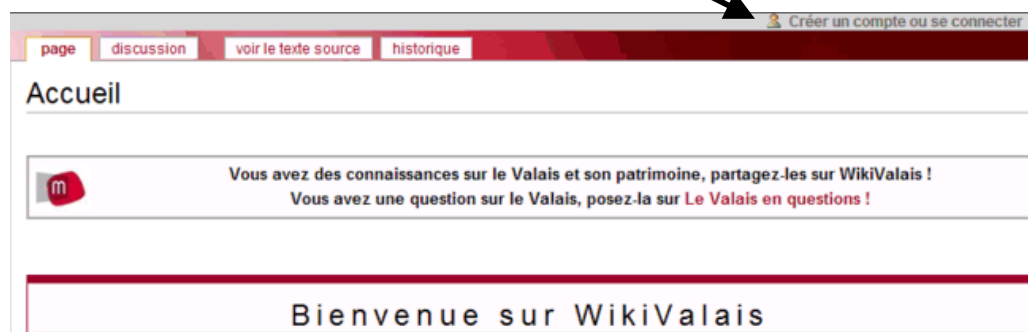 Créer un compte ou se connecter
page discussion voir le texte source historique
Accueil
m
Vous avez des connaissances sur le Valais et son patrimoine, partagez-les sur WikiValais !
Vous avez une question sur le Valais, posez-la sur Le Valais en questions !
Bienvenue sur WikiValais